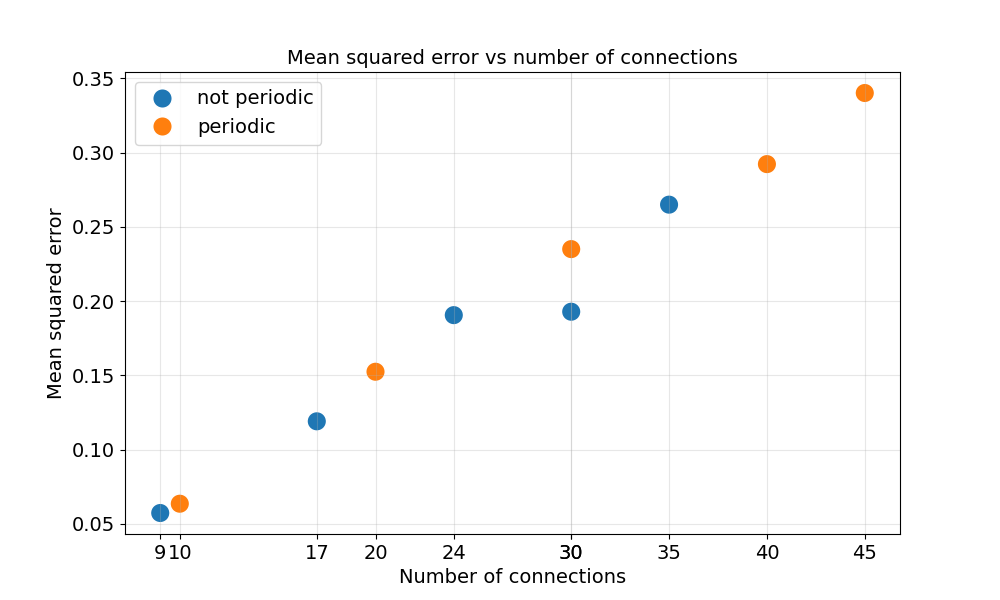 Mean squared error vs number of connections
not periodic
periodic
0.35
0.30
0.25
0.20
0.15
0.10
0.05
Mean squared error
9 10 17 20 24 30 35 40 45
Number of connections